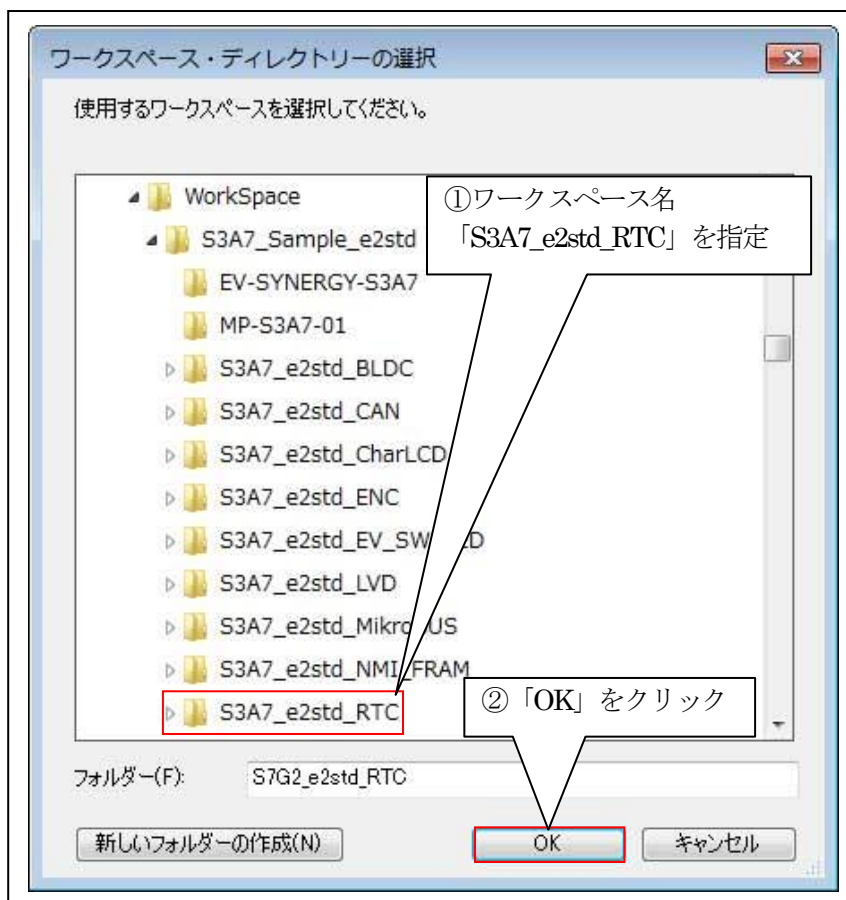 ワークスペース・ディレクトリーの選択
使用するワークスペースを選択してください。
WorkSpace
S3A7_Sample_e2std
①ワークスペース名
「S3A7_e2std_RTC」を指定
EV-SYNERGY-S3A7
MP-S3A7-01
S3A7_e2std_BLDC
S3A7_e2std_CAN
S3A7_e2std_CharLCD
S3A7_e2std_ENC
S3A7_e2std_EV_SW
S3A7_e2std_LVD
S3A7_e2std_Mikro
S3A7_e2std_NMI_FRAM
S3A7_e2std_RTC
②「OK」をクリック
フォルダー(F): S7G2_e2std_RTC
新しいフォルダーの作成(N) OK キャンセル